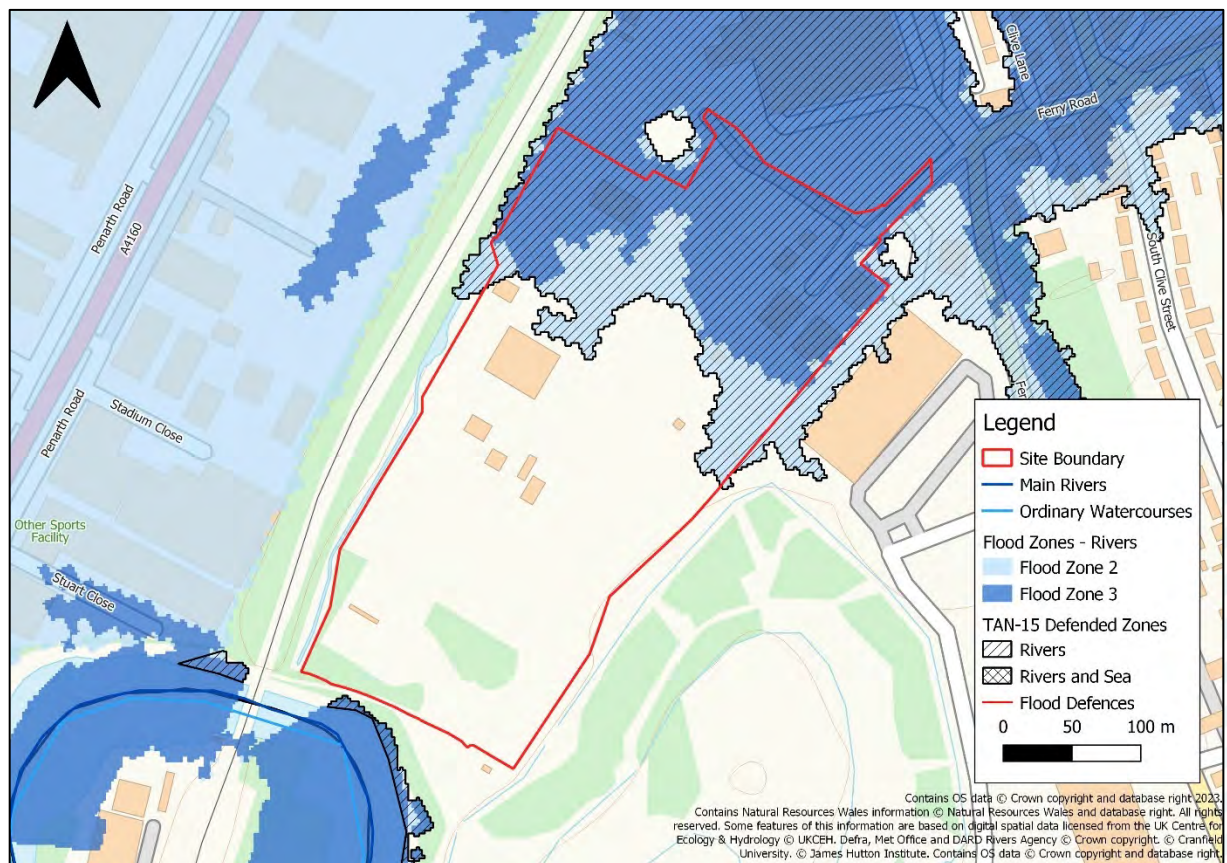 Clive Lane
Ferry Road
Penarth Road
A4160
South Clive Street
Penarth Road
Stadium Close
Other Sports
Facility
Stuart Close
Legend
Site Boundary
Main Rivers
Ordinary Watercourses
Flood Zones - Rivers
Flood Zone 2
Flood Zone 3
TAN-15 Defended Zones
Rivers
Rivers and Sea
Flood Defences
0 50 100 m
Contains OS data © Crown copyright and database right 2023.
Contains Natural Resources Wales information © Natural Resources Wales and database right. All rights
reserved. Some features of this information are based on digital spatial data licensed from the UK Centre for
Ecology & Hydrology © UKCEH. Defra, Met Office and DARD Rivers Agency © Crown copyright. © Cranfield
University. © James Hutton Institute. Contains OS data © Crown copyright and database right.